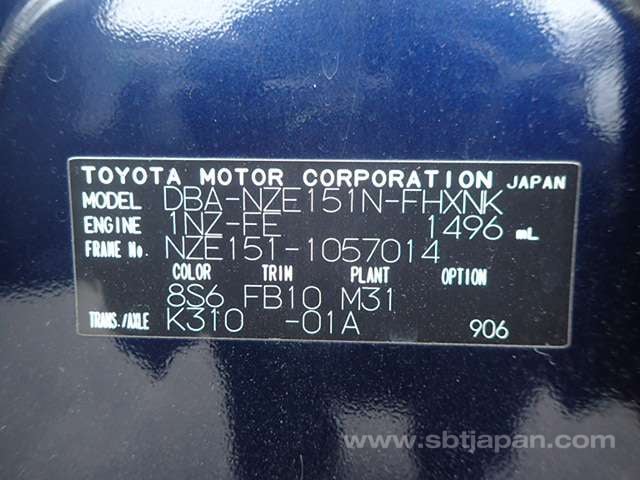 TOYOTA MOTOR CORPORATION JAPAN
MODEL DBA-NZE151N-FHXNK
ENGINE 1NZ-FE 1496 mL
FRAME No. NZE151-1057014
COLOR TRIM PLANT OPTION
8S6 FB10 M31
TRANS./AXLE K310 -01A 906
www.sbtjapan.com